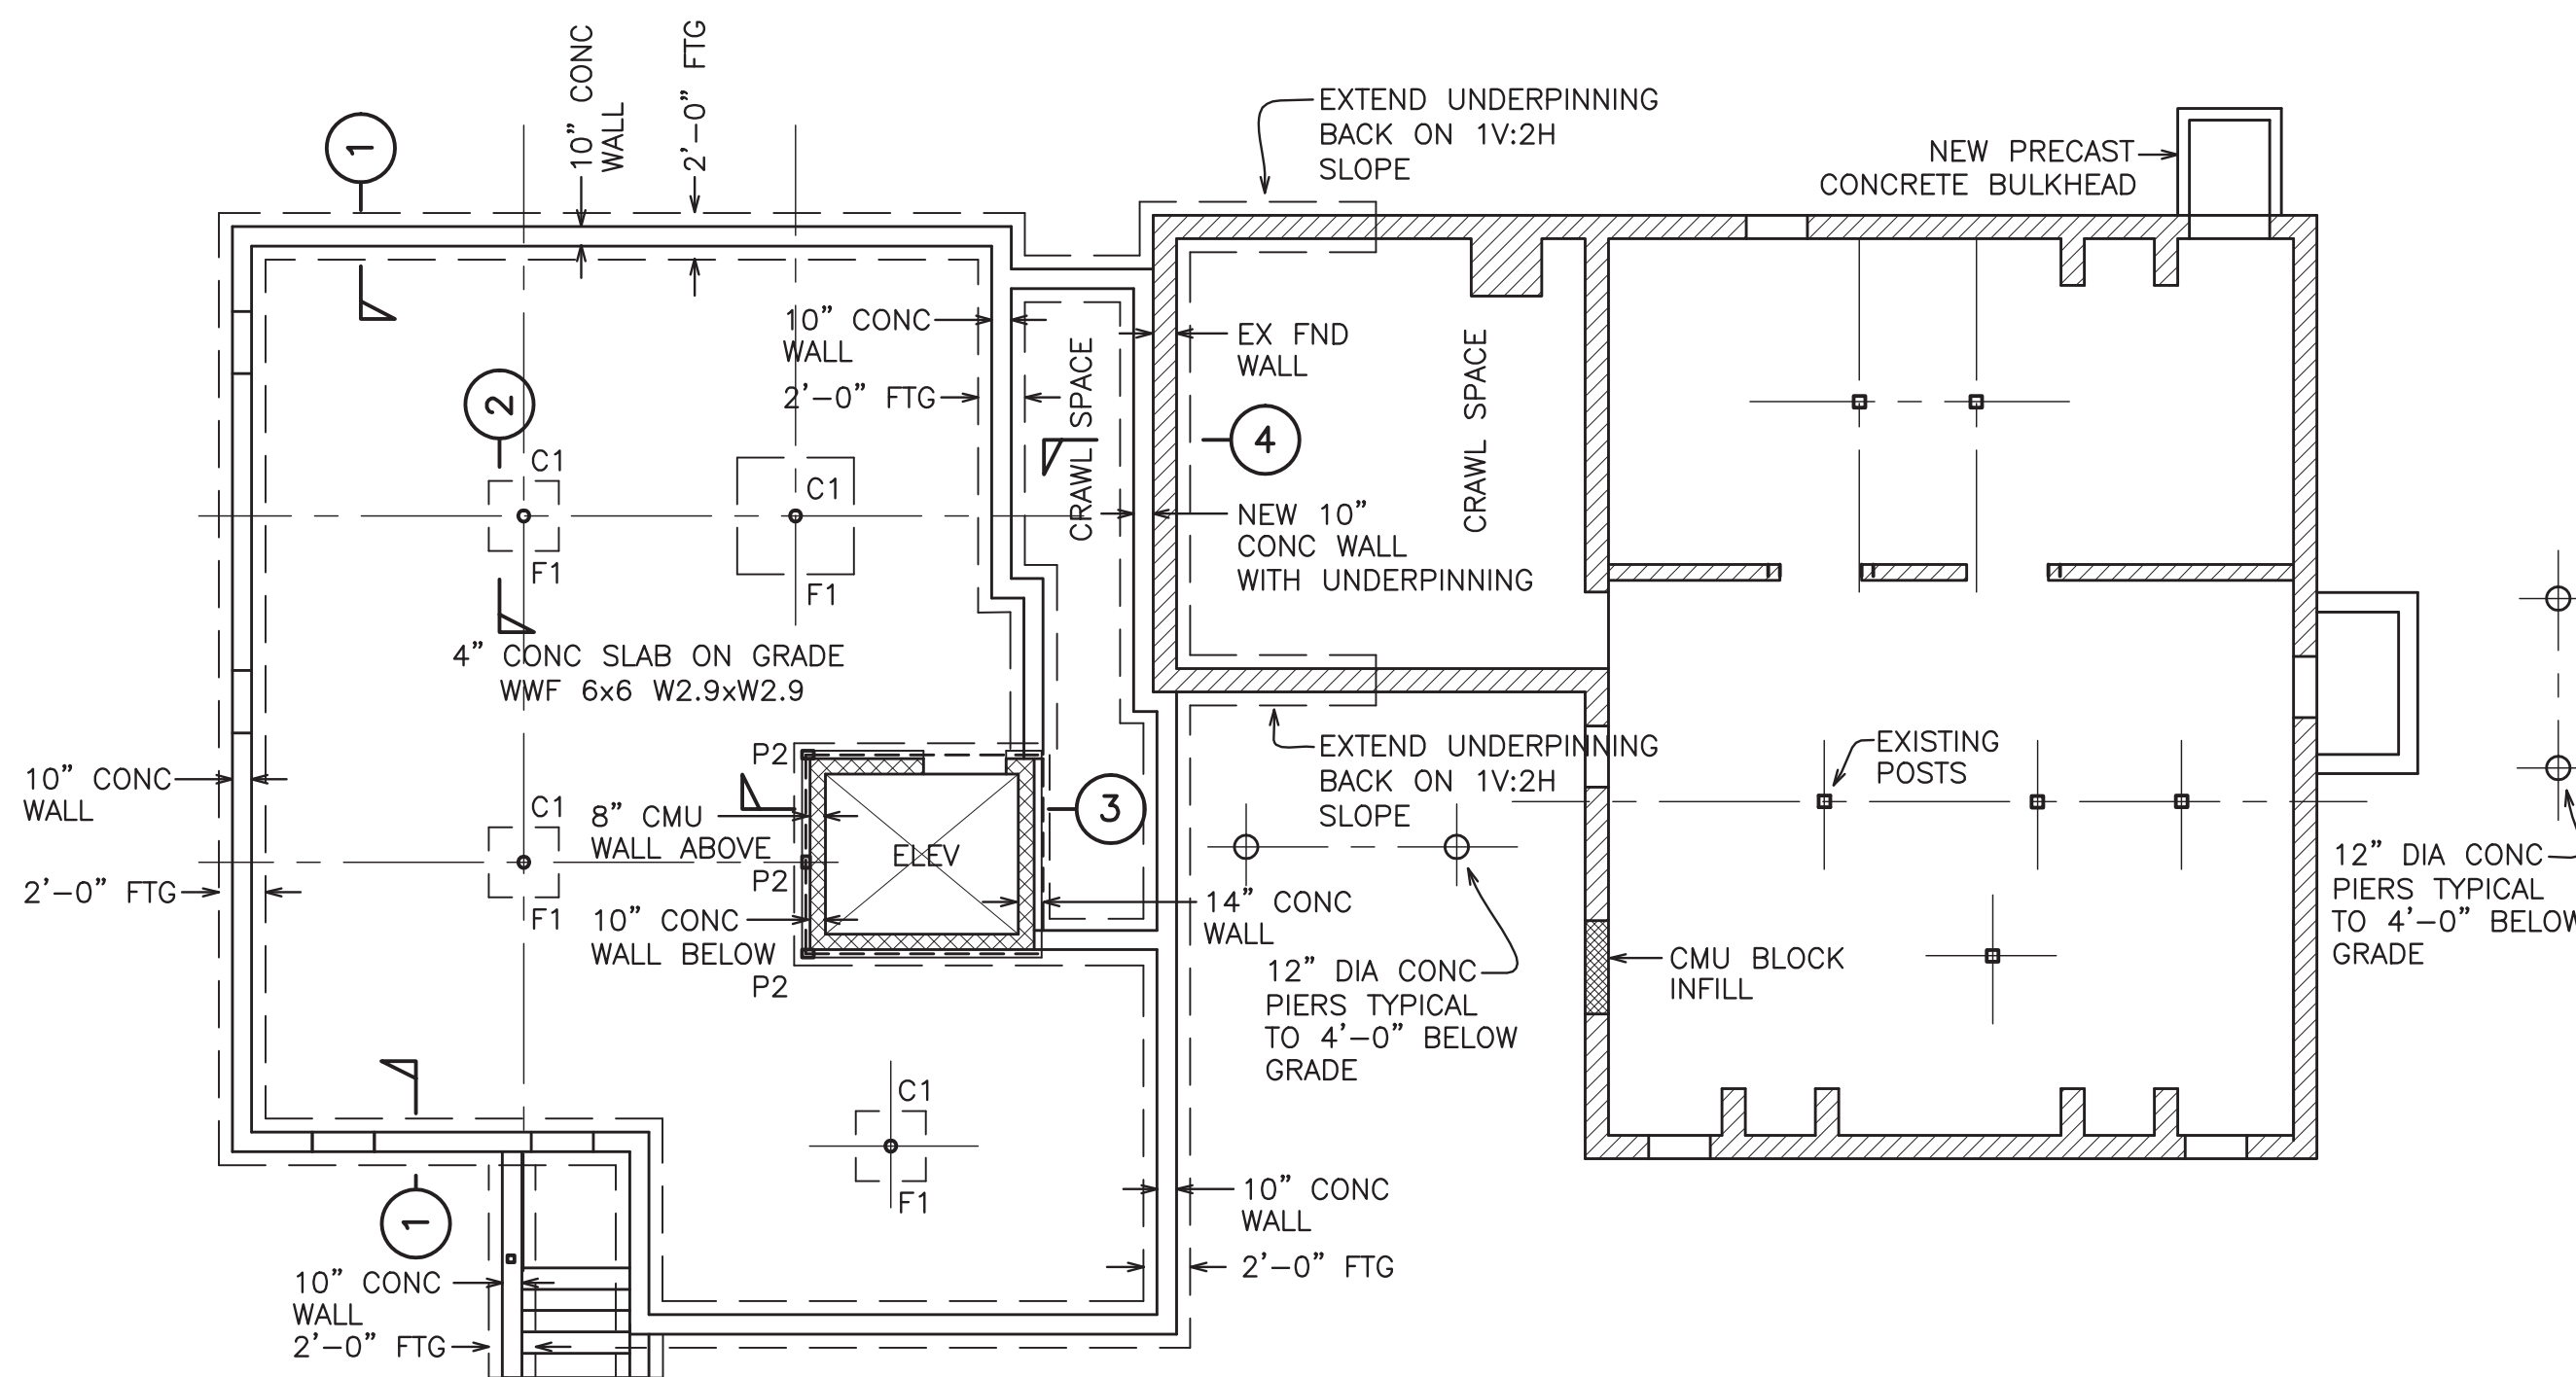 10” CONC
WALL
2’-0” FTG
1
EXTEND UNDERPINNING
BACK ON 1V:2H
SLOPE
NEW PRECAST
CONCRETE BULKHEAD
10” CONC
WALL
2’-0” FTG
CRAWL SPACE
EX FND
WALL
CRAWL SPACE
2
4
C1
F1
C1
F1
NEW 10”
CONC WALL
WITH UNDERPINNING
4” CONC SLAB ON GRADE
WWF 6x6 W2.9xW2.9
10” CONC
WALL
2’-0” FTG
P2
8” CMU
WALL ABOVE
P2
10” CONC
WALL BELOW
P2
ELEV
3
C1
F1
EXTEND UNDERPINNING
BACK ON 1V:2H
SLOPE
EXISTING
POSTS
14” CONC
WALL
12” DIA CONC
PIERS TYPICAL
TO 4’-0” BELOW
GRADE
CMU BLOCK
INFILL
12” DIA CONC
PIERS TYPICAL
TO 4’-0” BELOW
GRADE
C1
F1
1
10” CONC
WALL
2’-0” FTG
10” CONC
WALL
2’-0” FTG